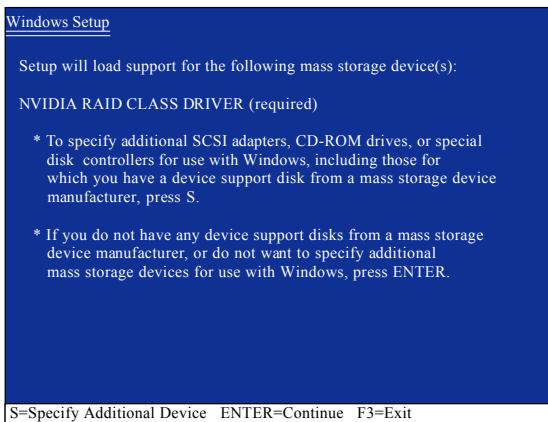 Windows Setup
Setup will load support for the following mass storage device(s):
NVIDIA RAID CLASS DRIVER (required)
* To specify additional SCSI adapters, CD-ROM drives, or special
disk controllers for use with Windows, including those for
which you have a device support disk from a mass storage device
manufacturer, press S.
* If you do not have any device support disks from a mass storage
device manufacturer, or do not want to specify additional
mass storage devices for use with Windows, press ENTER.
S=Specify Additional Device ENTER=Continue F3=Exit